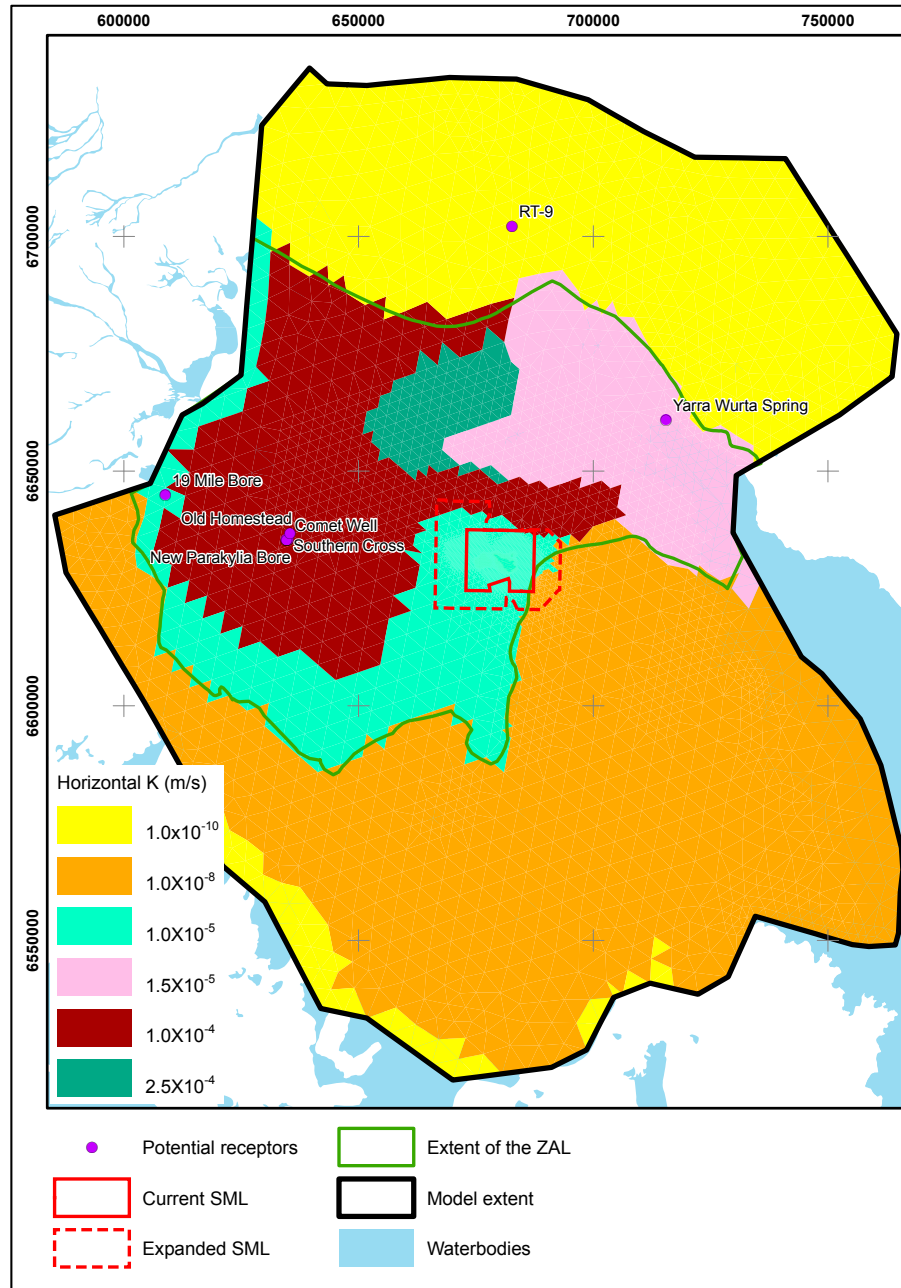 600000 650000 700000 750000
6700000
RT-9
Yarra Wurta Spring
6650000
19 Mile Bore
Old Homestead
Comet Well
Southern Cross
New Parakylia Bore
6600000
6550000
Horizontal K (m/s)
1.0x10⁻¹⁰
1.0X10⁻⁸
1.0X10⁻⁵
1.5X10⁻⁵
1.0X10⁻⁴
2.5X10⁻⁴
Potential receptors
Extent of the ZAL
Current SML
Model extent
Expanded SML
Waterbodies